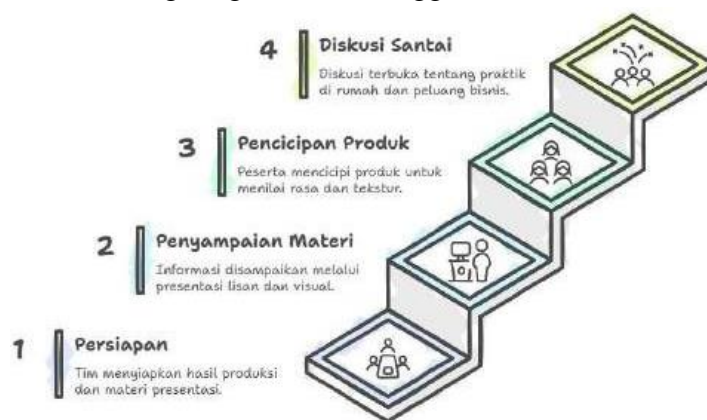 4 Diskusi Santai
Diskusi terbuka tentang praktik
di rumah dan peluang bisnis.
3 Pencicipan Produk
Peserta mencicipi produk untuk
menilai rasa dan tekstur.
2 Penyampaian Materi
Informasi disampaikan melalui
presentasi lisan dan visual.
1 Persiapan
Tim menyiapkan hasil produksi
dan materi presentasi.